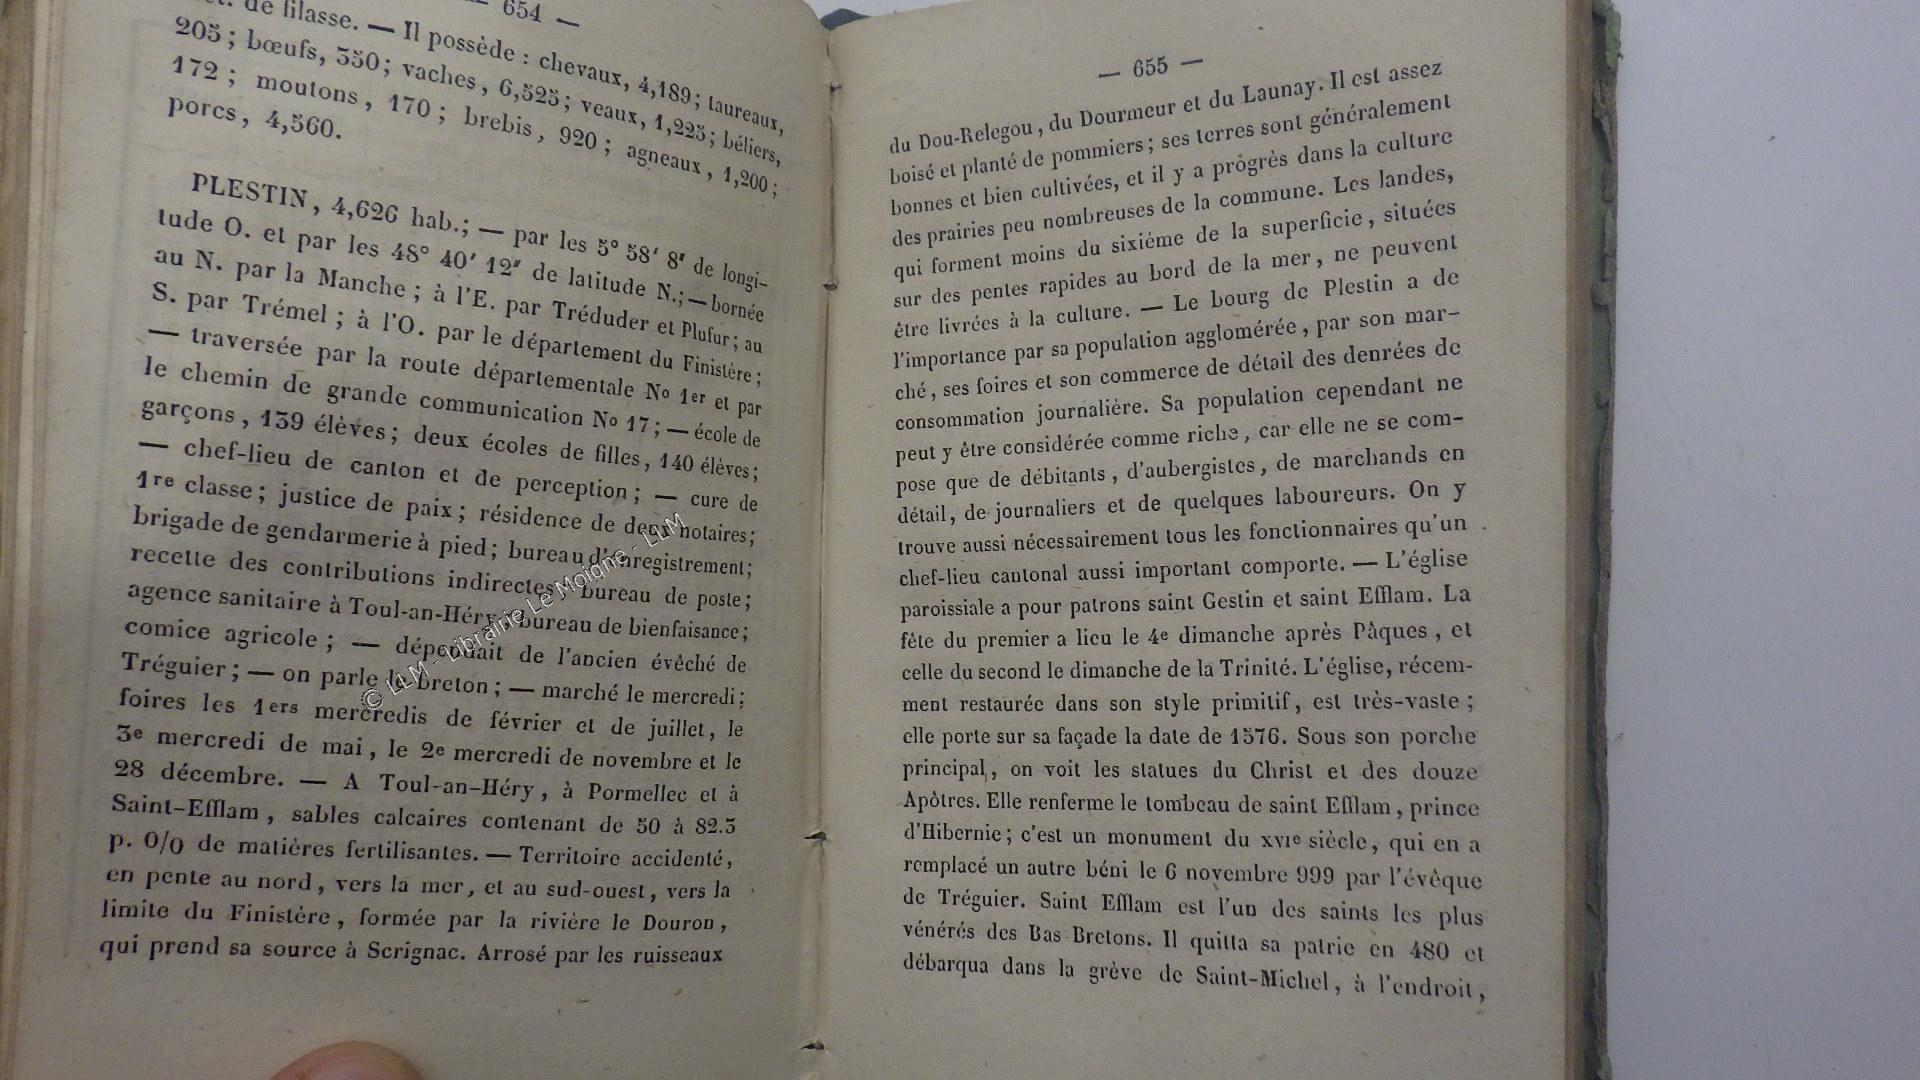 — 654 —
de filasse. — Il possède : chevaux, 4,189 ; taureaux,
205 ; bœufs, 350 ; vaches, 6,525 ; veaux, 1,225 ; béliers,
172 ; moutons, 170 ; brebis, 920 ; agneaux, 1,200 ;
porcs, 4,560.
PLESTIN, 4,626 hab. ; — par les 5° 58′ 8″ de longi-
tude O. et par les 48° 40′ 12″ de latitude N. ; — bornée
au N. par la Manche ; à l'E. par Tréduder et Plufur ; au
S. par Trémel ; à l'O. par le département du Finistère ;
— traversée par la route départementale No 1er et par
le chemin de grande communication No 17 ; — école de
garçons, 139 élèves ; deux écoles de filles, 140 élèves ;
— chef-lieu de canton et de perception ; — cure de
1re classe ; justice de paix ; résidence de deux notaires ;
brigade de gendarmerie à pied ; bureau d'enregistrement ;
recette des contributions indirectes ; bureau de poste ;
agence sanitaire à Toul-an-Héry ; bureau de bienfaisance ;
comice agricole ; — dépendait de l'ancien évêché de
Tréguier ; — on parle le breton ; — marché le mercredi ;
foires les 1ers mercredis de février et de juillet, le
3e mercredi de mai, le 2e mercredi de novembre et le
28 décembre. — A Toul-an-Héry, à Pormellec et à
Saint-Efflam, sables calcaires contenant de 50 à 82.5
p. 0/0 de matières fertilisantes. — Territoire accidenté,
en pente au nord, vers la mer, et au sud-ouest, vers la
limite du Finistère, formée par la rivière le Douron,
qui prend sa source à Scrignac. Arrosé par les ruisseaux
© LLM - Librairie Le Moigne - LLM
— 655 —
du Dou-Relegou, du Dourmeur et du Launay. Il est assez
boisé et planté de pommiers ; ses terres sont généralement
bonnes et bien cultivées, et il y a progrès dans la culture
des prairies peu nombreuses de la commune. Les landes,
qui forment moins du sixième de la superficie, situées
sur des pentes rapides au bord de la mer, ne peuvent
être livrées à la culture. — Le bourg de Plestin a de
l'importance par sa population agglomérée, par son mar-
ché, ses foires et son commerce de détail des denrées de
consommation journalière. Sa population cependant ne
peut y être considérée comme riche, car elle ne se com-
pose que de débitants, d'aubergistes, de marchands en
détail, de journaliers et de quelques laboureurs. On y
trouve aussi nécessairement tous les fonctionnaires qu'un
chef-lieu cantonal aussi important comporte. — L'église
paroissiale a pour patrons saint Gestin et saint Efflam. La
fête du premier a lieu le 4e dimanche après Pâques, et
celle du second le dimanche de la Trinité. L'église, récem-
ment restaurée dans son style primitif, est très-vaste ;
elle porte sur sa façade la date de 1576. Sous son porche
principal, on voit les statues du Christ et des douze
Apôtres. Elle renferme le tombeau de saint Efflam, prince
d'Hibernie ; c'est un monument du XVIe siècle, qui en a
remplacé un autre béni le 6 novembre 999 par l'évêque
de Tréguier. Saint Efflam est l'un des saints les plus
vénérés des Bas Bretons. Il quitta sa patrie en 480 et
débarqua dans la grève de Saint-Michel, à l'endroit,